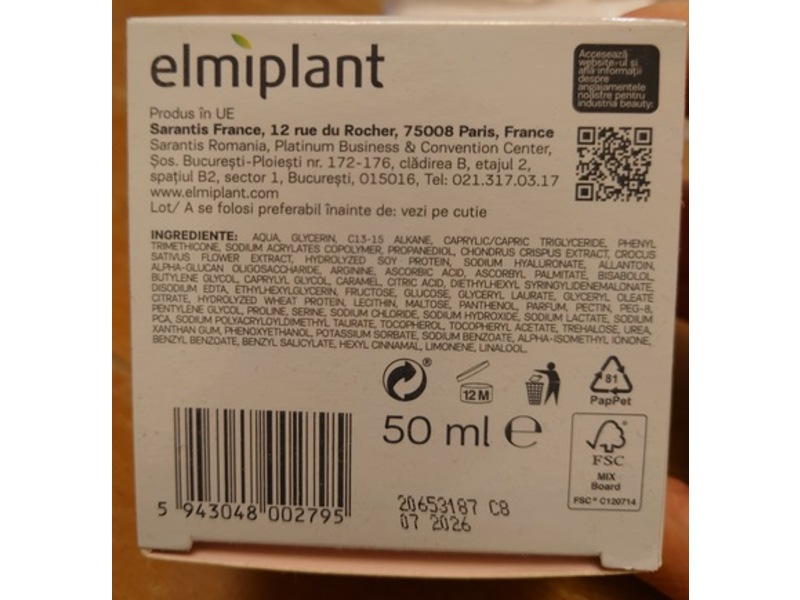 elmiplant
Produs în UE
Sarantis France, 12 rue du Rocher, 75008 Paris, France
Sarantis Romania, Platinum Business & Convention Center,
Șos. București-Ploiești nr. 172-176, clădirea B, etajul 2,
spațiul B2, sector 1, București, 015016, Tel: 021.317.03.17
www.elmiplant.com
Lot/ A se folosi preferabil înainte de: vezi pe cutie
Accesează
website-ul și
află informații
despre
angajamentele
noastre pentru
industria beauty:
INGREDIENTE: AQUA, GLYCERIN, C13-15 ALKANE, CAPRYLIC/CAPRIC TRIGLYCERIDE, PHENYL
TRIMETHICONE, SODIUM ACRYLATES COPOLYMER, PROPANEDIOL, CHONDRUS CRISPUS EXTRACT, CROCUS
SATIVUS FLOWER EXTRACT, HYDROLYZED SOY PROTEIN, SODIUM HYALURONATE, ALLANTOIN,
ALPHA-GLUCAN OLIGOSACCHARIDE, ARGININE, ASCORBIC ACID, ASCORBYL PALMITATE, BISABOLOL,
BUTYLENE GLYCOL, CAPRYLYL GLYCOL, CARAMEL, CITRIC ACID, DIETHYLHEXYL SYRINGYLIDENEMALONATE,
DISODIUM EDTA, ETHYLHEXYLGLYCERIN, FRUCTOSE, GLUCOSE, GLYCERYL LAURATE, GLYCERYL OLEATE
CITRATE, HYDROLYZED WHEAT PROTEIN, LECITHIN, MALTOSE, PANTHENOL, PARFUM, PECTIN, PEG-8,
PENTYLENE GLYCOL, PROLINE, SERINE, SODIUM CHLORIDE, SODIUM HYDROXIDE, SODIUM LACTATE, SODIUM
PCA, SODIUM POLYACRYLOYLDIMETHYL TAURATE, TOCOPHEROL, TOCOPHERYL ACETATE, TREHALOSE, UREA,
XANTHAN GUM, PHENOXYETHANOL, POTASSIUM SORBATE, SODIUM BENZOATE, ALPHA-ISOMETHYL IONONE,
BENZYL BENZOATE, BENZYL SALICYLATE, HEXYL CINNAMAL, LIMONENE, LINALOOL.
®
12 M
81
PapPet
50 ml e
FSC
MIX
Board
FSC® C120714
5 943048 002795
20653187 C8
07 2026